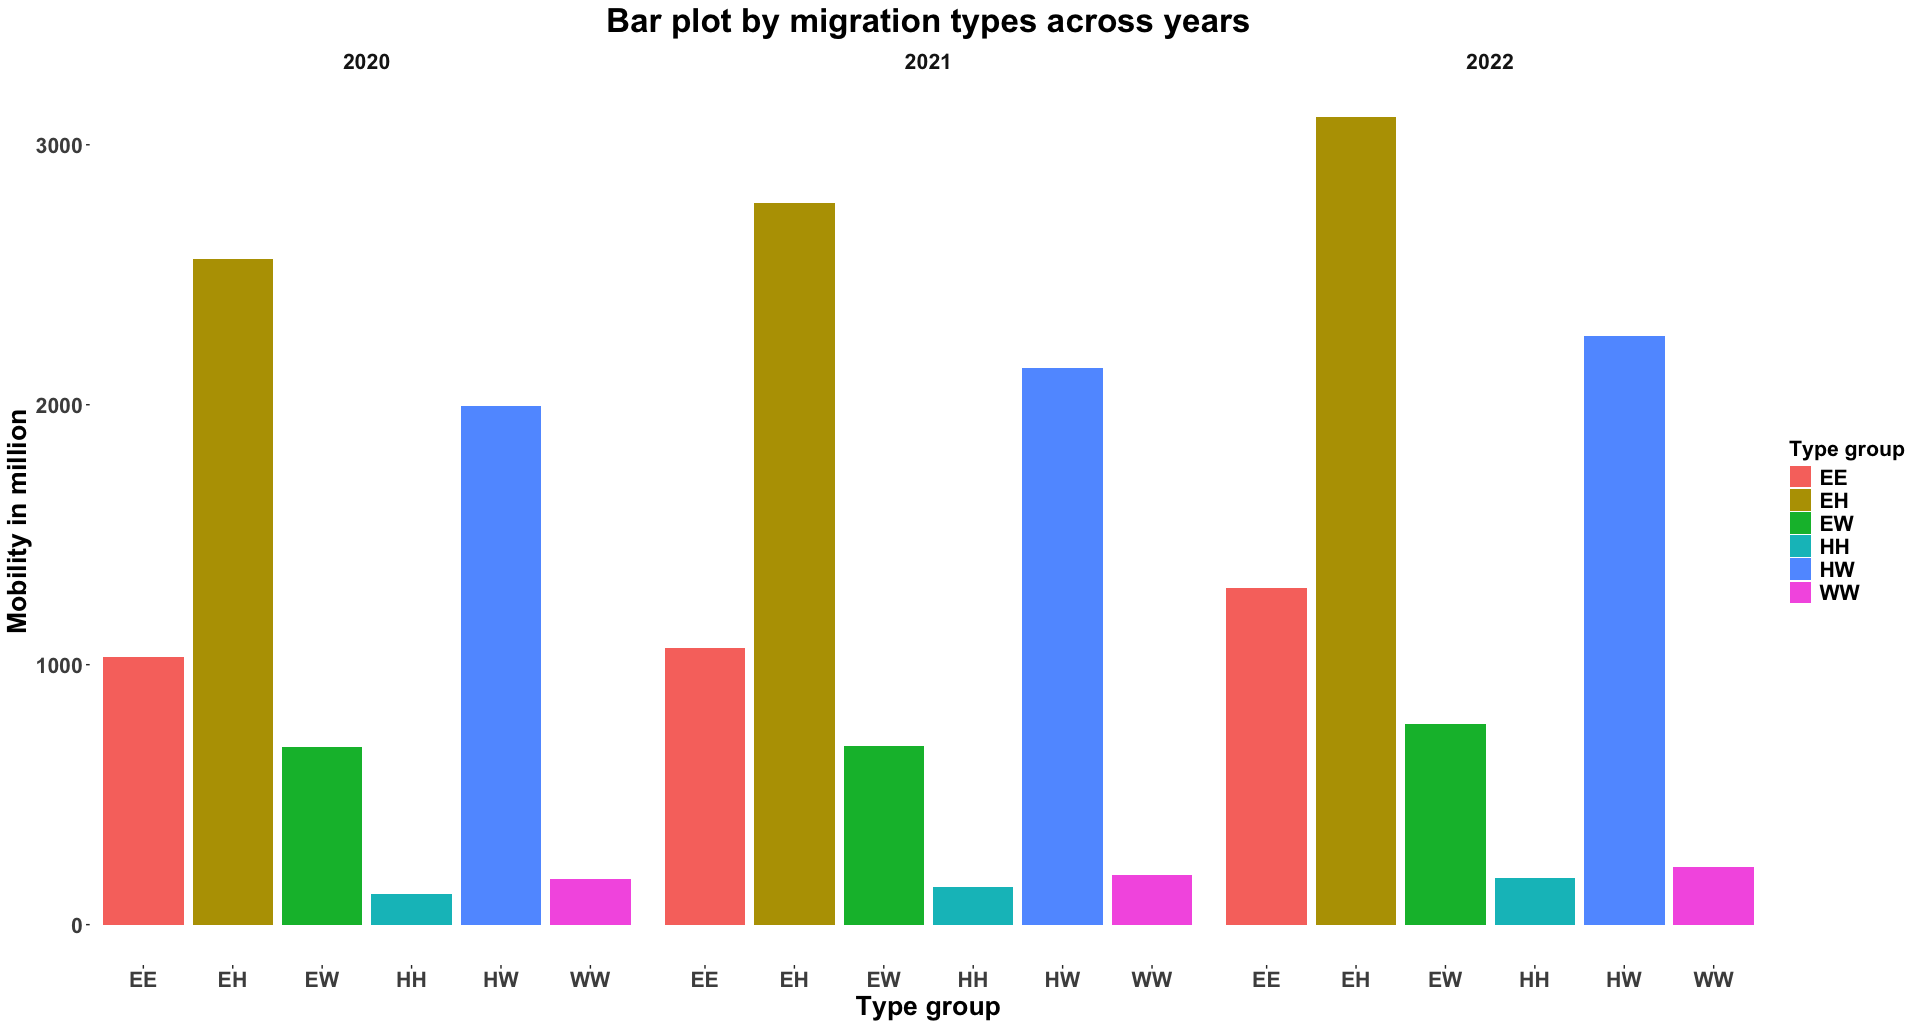 Bar plot by migration types across years
2020 2021 2022
3000
2000
1000
0
Mobility in million
EE EH EW HH HW WW EE EH EW HH HW WW EE EH EW HH HW WW
Type group
Type group
EE
EH
EW
HH
HW
WW